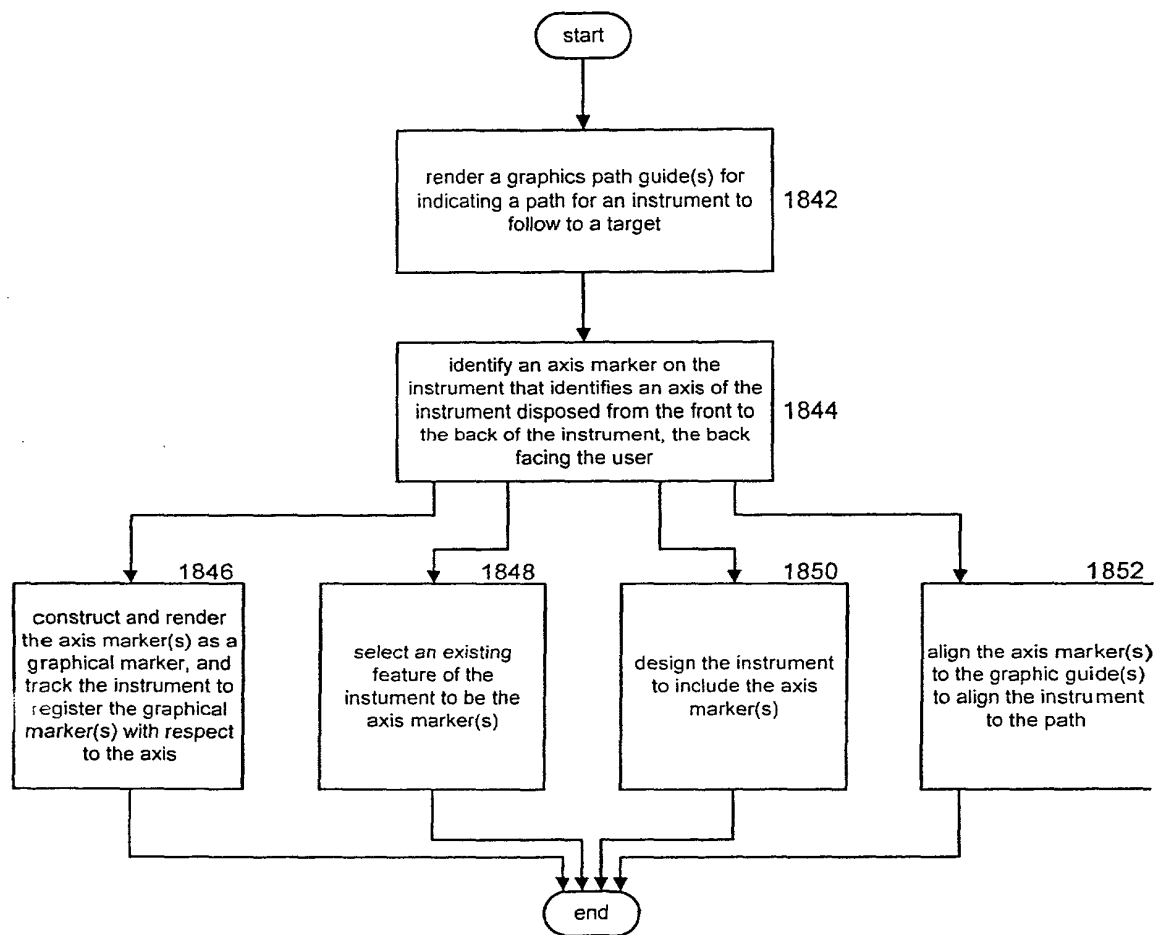 start
render a graphics path guide(s) for
indicating a path for an instrument to
follow to a target
1842
identify an axis marker on the
instrument that identifies an axis of the
instrument disposed from the front to
the back of the instrument, the back
facing the user
1844
1846
construct and render
the axis marker(s) as a
graphical marker, and
track the instrument to
register the graphical
marker(s) with respect
to the axis
1848
select an existing
feature of the
instument to be the
axis marker(s)
1850
design the instrument
to include the axis
marker(s)
1852
align the axis marker(s)
to the graphic guide(s)
to align the instrument
to the path
end